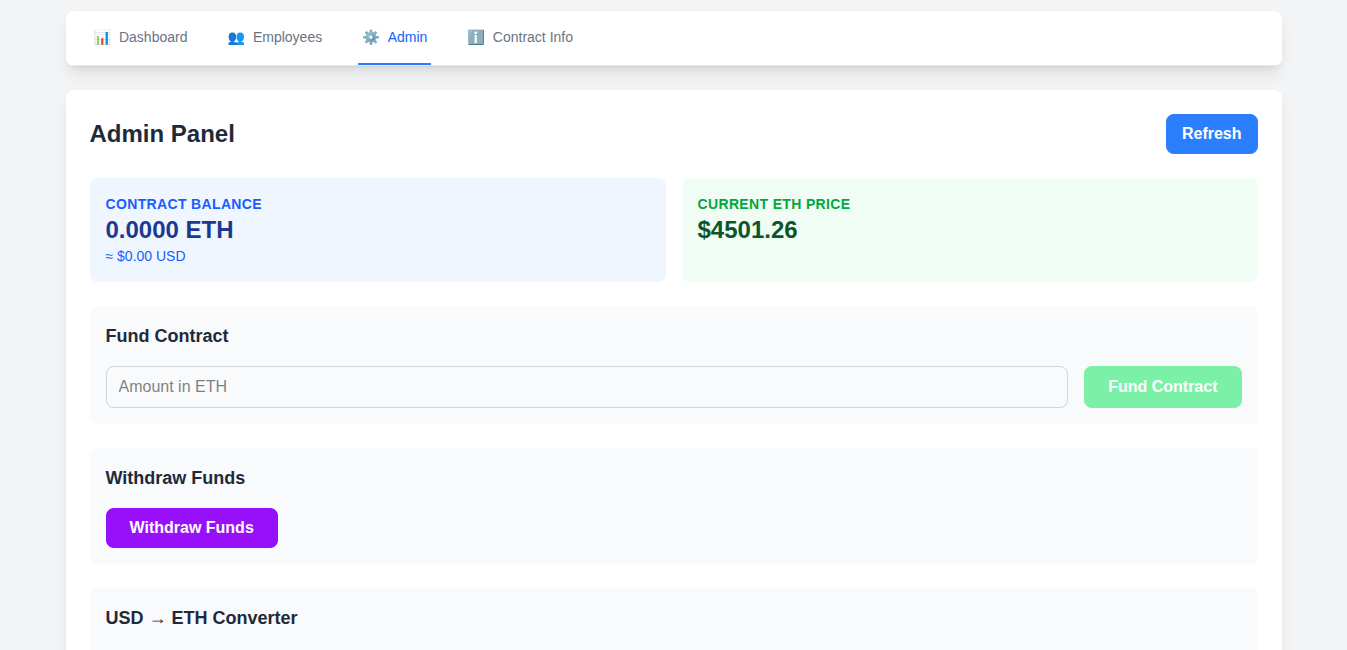 📊 Dashboard 👥 Employees ⚙️ Admin ℹ️ Contract Info
Admin Panel
Refresh
CONTRACT BALANCE
0.0000 ETH
≈ $0.00 USD
CURRENT ETH PRICE
$4501.26
Fund Contract
Amount in ETH
Fund Contract
Withdraw Funds
Withdraw Funds
USD → ETH Converter